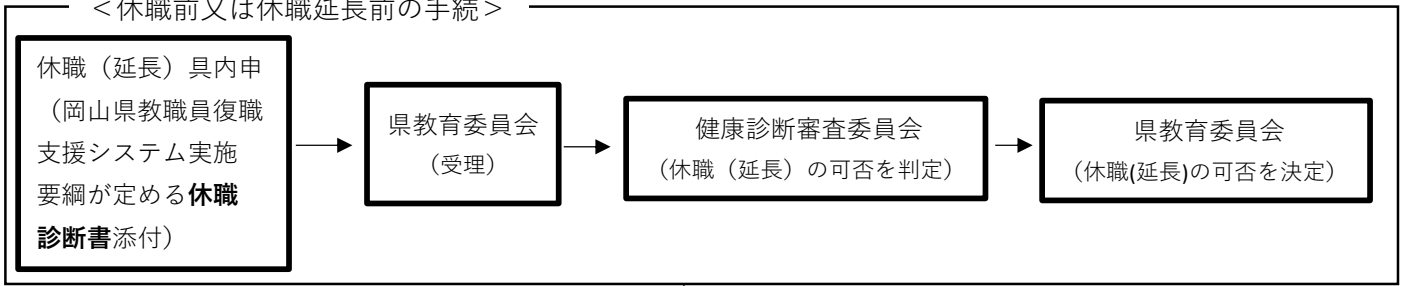 <休職前又は休職延長前の手続>
休職（延長）具内申
（岡山県教職員復職
支援システム実施
要綱が定める休職
診断書添付）
県教育委員会
（受理）
健康診断審査委員会
（休職（延長）の可否を判定）
県教育委員会
（休職(延長)の可否を決定）